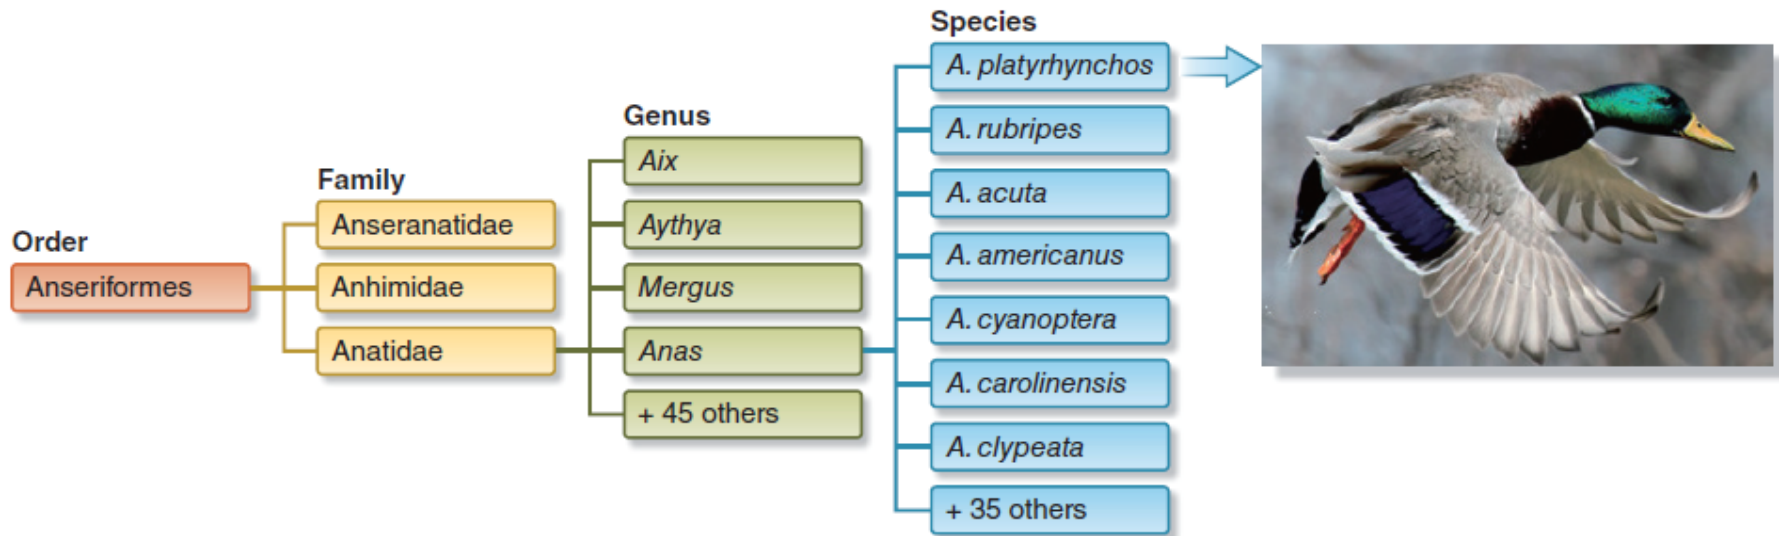 Order
Anseriformes
Family
Anseranatidae
Anhimidae
Anatidae
Genus
Aix
Aythya
Mergus
Anas
+ 45 others
Species
A. platyrhynchos
A. rubripes
A. acuta
A. americanus
A. cyanoptera
A. carolinensis
A. clypeata
+ 35 others